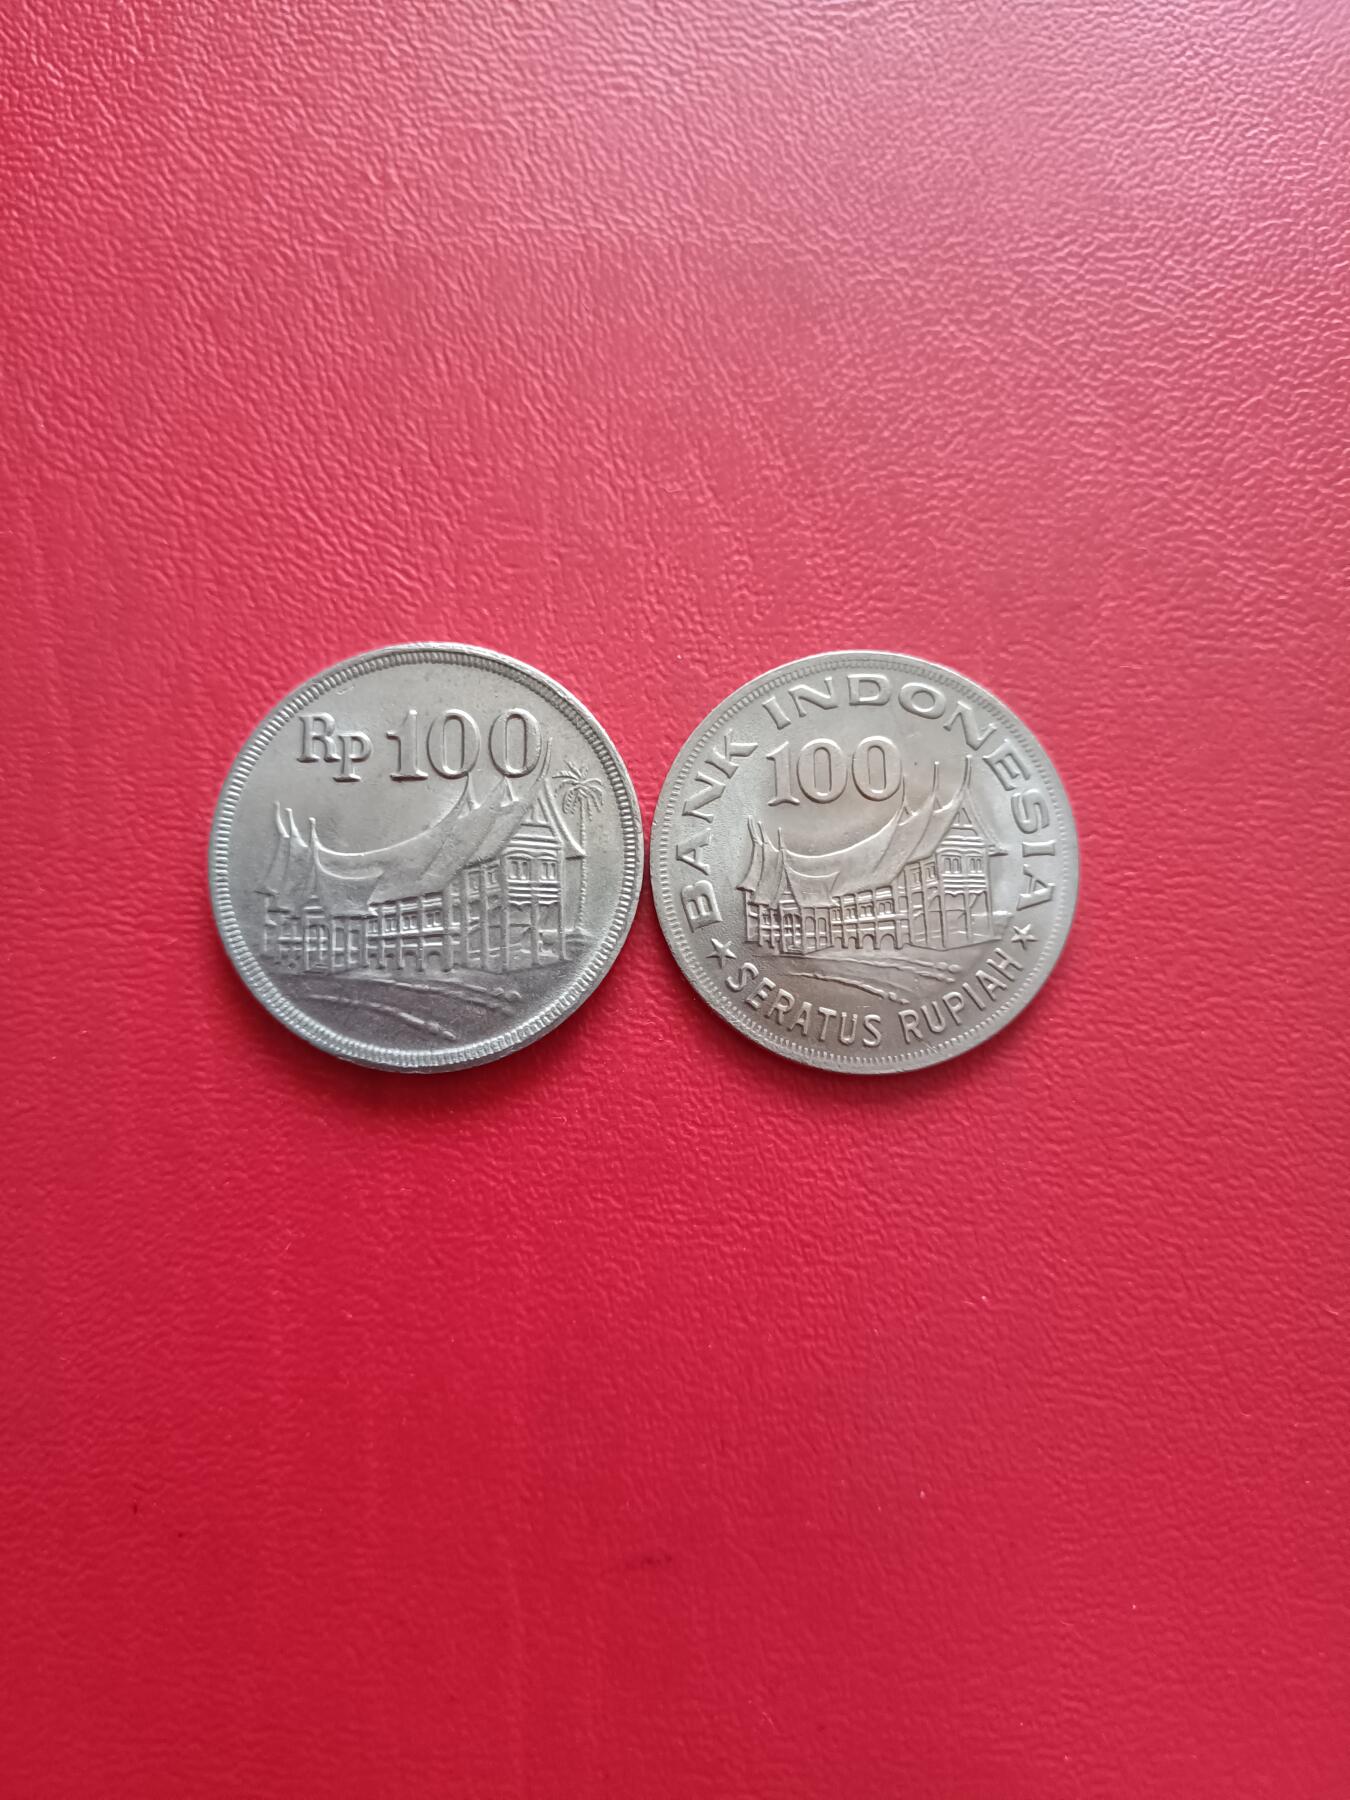 Rp 100
BANK INDONESIA
100
SERATUS RUPIAH